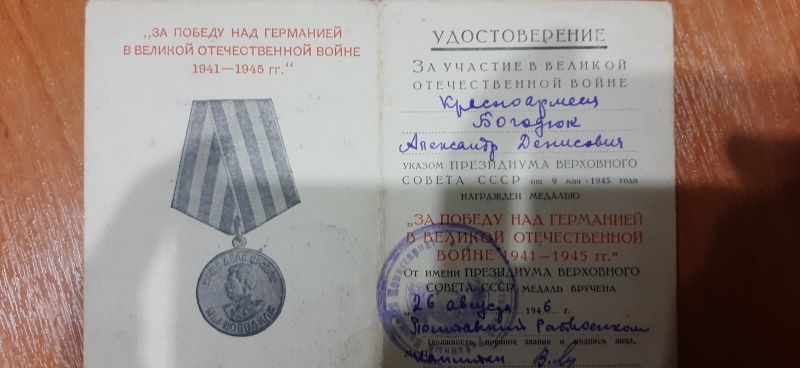 „ЗА ПОБЕДУ НАД ГЕРМАНИЕЙ
В ВЕЛИКОЙ ОТЕЧЕСТВЕННОЙ ВОЙНЕ
1941—1945 гг.“
НАШЕ ДЕЛО ПРАВОЕ
МЫ ПОБЕДИЛИ
УДОСТОВЕРЕНИЕ
ЗА УЧАСТИЕ В ВЕЛИКОЙ
ОТЕЧЕСТВЕННОЙ ВОЙНЕ
Красноармеец
Богодюк
Александр Денисович
УКАЗОМ ПРЕЗИДИУМА ВЕРХОВНОГО
СОВЕТА СССР от 9 мая 1945 года
НАГРАЖДЕН МЕДАЛЬЮ
„ЗА ПОБЕДУ НАД ГЕРМАНИЕЙ
В ВЕЛИКОЙ ОТЕЧЕСТВЕННОЙ
ВОЙНЕ 1941—1945 гг.“
От имени ПРЕЗИДИУМА ВЕРХОВНОГО
СОВЕТА СССР МЕДАЛЬ ВРУЧЕНА
„26 августа 1946 г.
Райвоенком
(должность, воинское звание и подпись лица,
М. П.